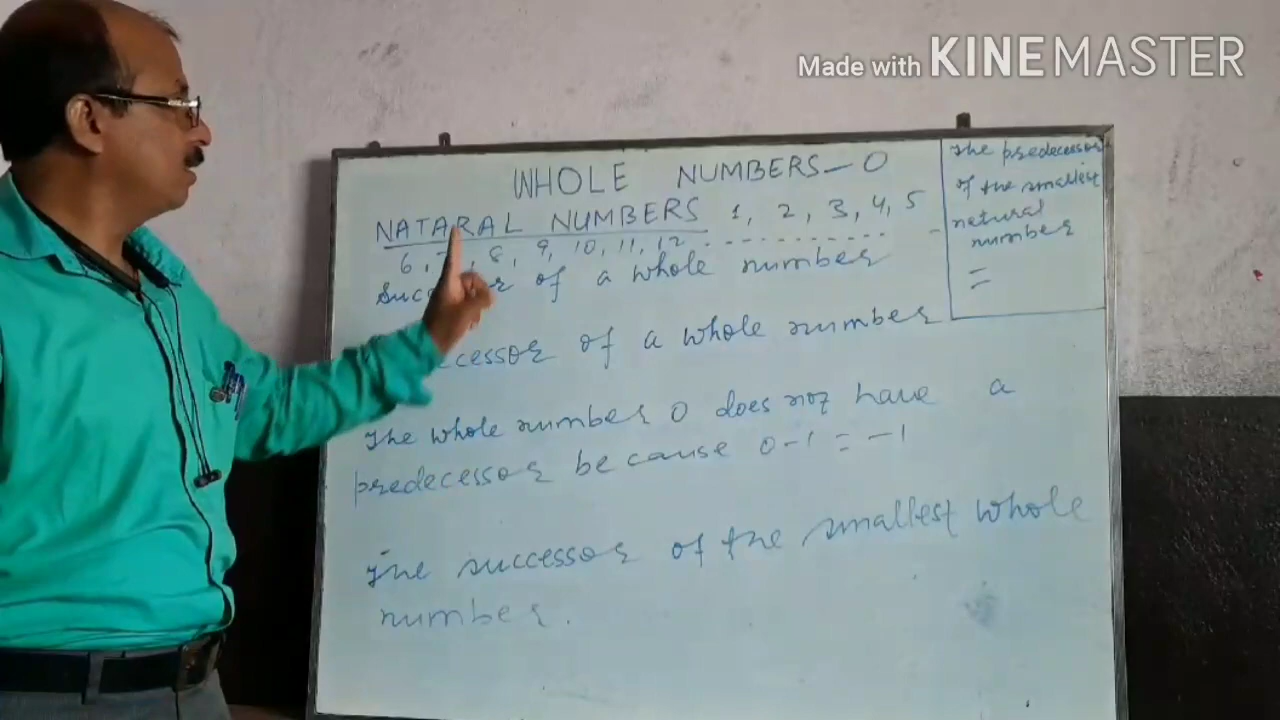 Made with KINEMASTER
WHOLE NUMBERS - 0
NATARAL NUMBERS 1, 2, 3, 4, 5
6, 7, 8, 9, 10, 11, 12 - - - - - - - - - - - -
of a whole number
of a whole number
The whole number 0 does not have a
predecessor because 0-1 = -1
The successor of the smallest whole
number.
The predecessor
of the smallest
natural
number
=